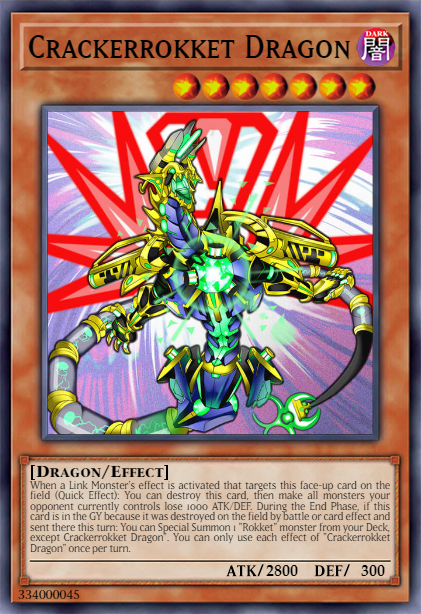 CRACKERROKKET DRAGON
DARK
闇
[DRAGON/EFFECT]
When a Link Monster's effect is activated that targets this face-up card on the
field (Quick Effect): You can destroy this card, then make all monsters your
opponent currently controls lose 1000 ATK/DEF. During the End Phase, if this
card is in the GY because it was destroyed on the field by battle or card effect and
sent there this turn: You can Special Summon 1 "Rokket" monster from your Deck,
except Crackerrokket Dragon". You can only use each effect of "Crackerrokket
Dragon" once per turn.
ATK/2800 DEF/ 300
334000045